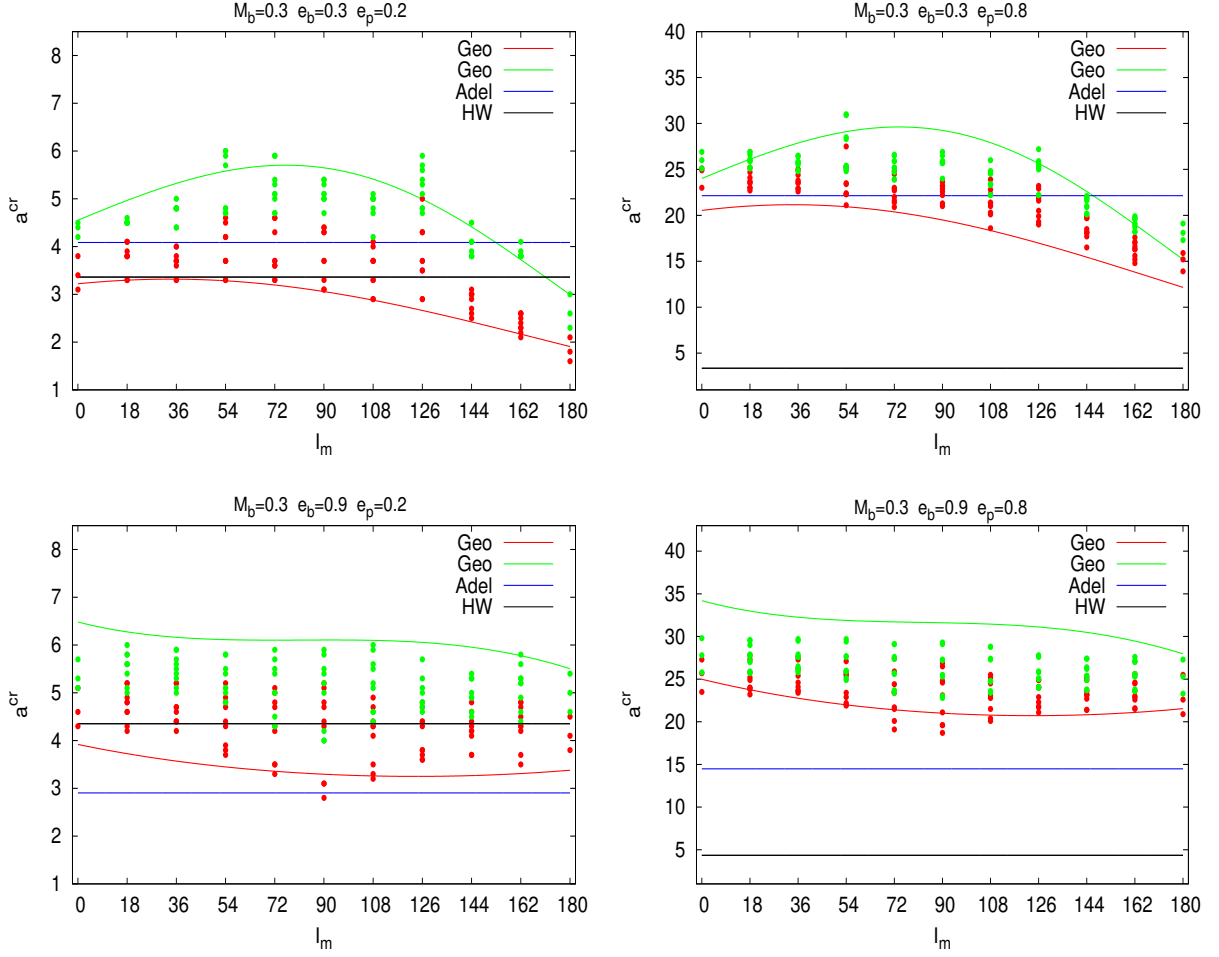 M_b=0.3 e_b=0.3 e_p=0.2
Geo
Geo
Adel
HW
8
7
6
5
4
3
2
1
a^cr
0 18 36 54 72 90 108 126 144 162 180
I_m
M_b=0.3 e_b=0.3 e_p=0.8
Geo
Geo
Adel
HW
40
35
30
25
20
15
10
5
a^cr
0 18 36 54 72 90 108 126 144 162 180
I_m
M_b=0.3 e_b=0.9 e_p=0.2
Geo
Geo
Adel
HW
8
7
6
5
4
3
2
1
a^cr
0 18 36 54 72 90 108 126 144 162 180
I_m
M_b=0.3 e_b=0.9 e_p=0.8
Geo
Geo
Adel
HW
40
35
30
25
20
15
10
5
a^cr
0 18 36 54 72 90 108 126 144 162 180
I_m